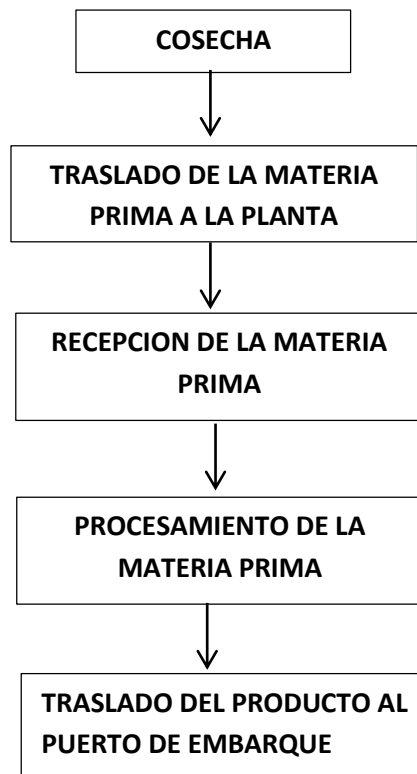 COSECHA
TRASLADO DE LA MATERIA
PRIMA A LA PLANTA
RECEPCION DE LA MATERIA
PRIMA
PROCESAMIENTO DE LA
MATERIA PRIMA
TRASLADO DEL PRODUCTO AL
PUERTO DE EMBARQUE